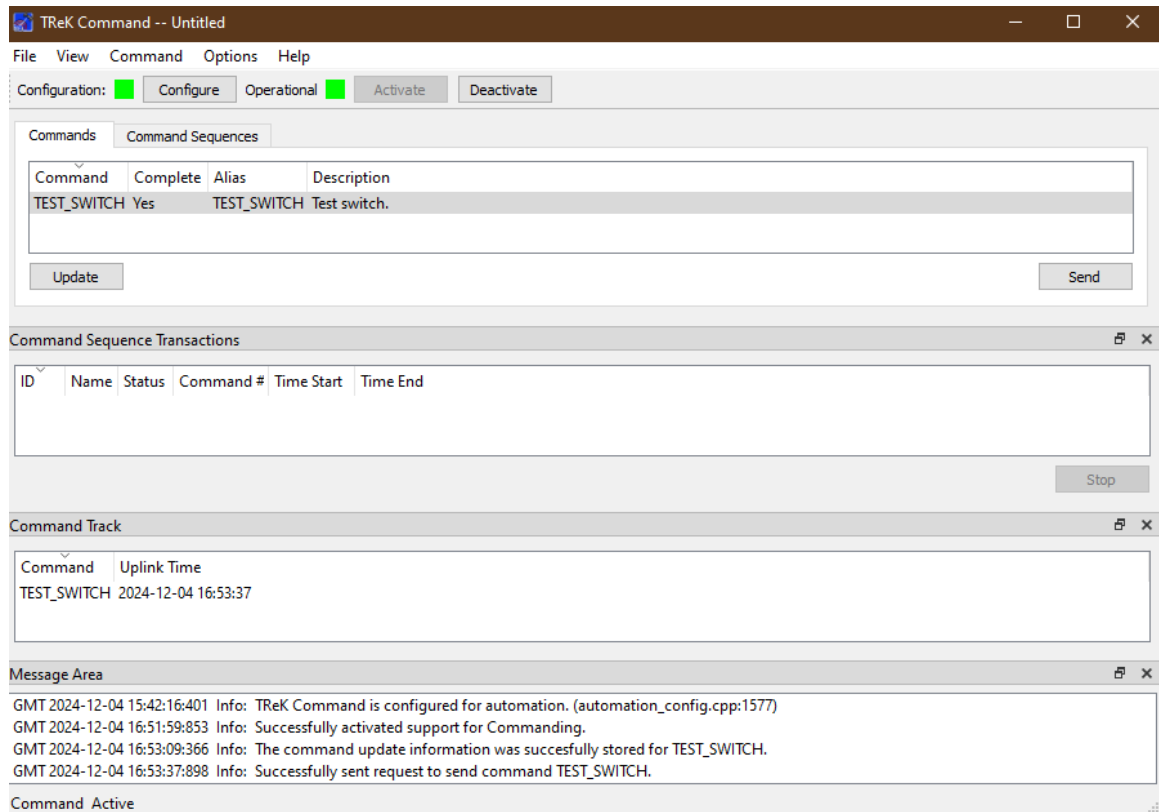 TReK Command -- Untitled
File View Command Options Help
Configuration: Configure Operational Activate Deactivate
Commands Command Sequences
Command Complete Alias Description
TEST_SWITCH Yes TEST_SWITCH Test switch.
Update Send
Command Sequence Transactions
ID Name Status Command # Time Start Time End
Stop
Command Track
Command Uplink Time
TEST_SWITCH 2024-12-04 16:53:37
Message Area
GMT 2024-12-04 15:42:16:401 Info: TReK Command is configured for automation. (automation_config.cpp:1577)
GMT 2024-12-04 16:51:59:853 Info: Successfully activated support for Commanding.
GMT 2024-12-04 16:53:09:366 Info: The command update information was succesfully stored for TEST_SWITCH.
GMT 2024-12-04 16:53:37:898 Info: Successfully sent request to send command TEST_SWITCH.
Command Active